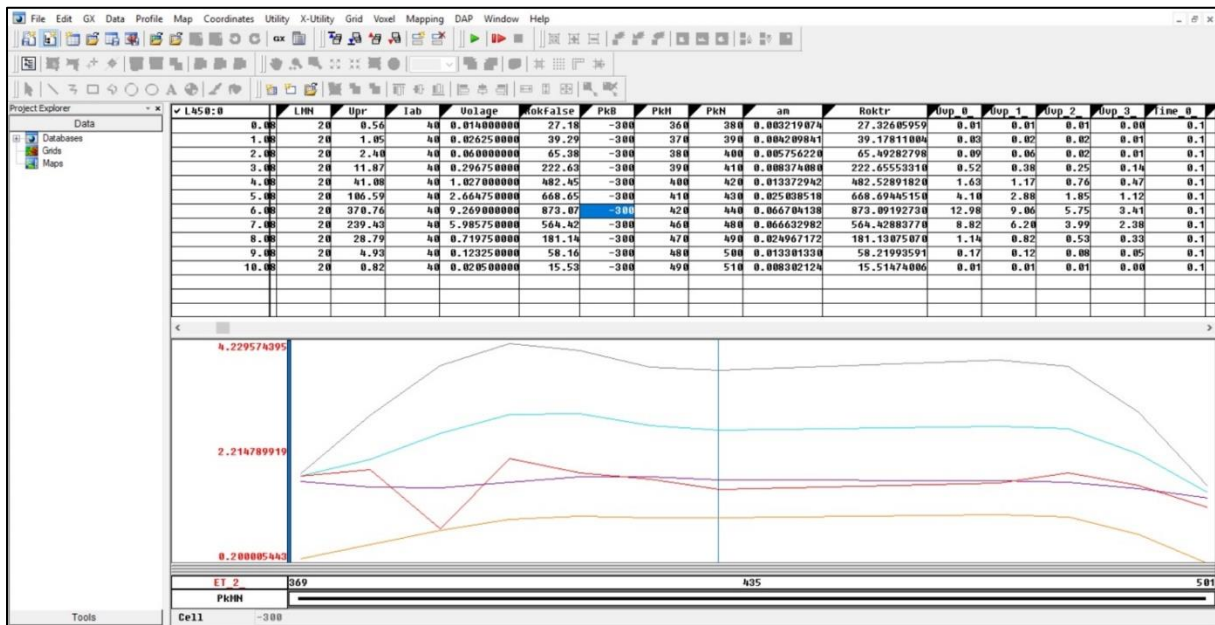 File Edit GX Data Profile Map Coordinates Utility X-Utility Grid Voxel Mapping DAP Window Help
Project Explorer
Data
Databases
Grids
Maps
✓ L450:0 LMN Upr Iab Volage RokFalse PkB PkM PkN am Roktr Uvp_0_ Uvp_1_ Uvp_2_ Uvp_3_ Time_0_
0.00 20 0.56 40 0.014000000 27.18 -300 360 380 0.003219074 27.32605959 0.01 0.01 0.01 0.00 0.1
1.00 20 1.05 40 0.026250000 39.29 -300 370 390 0.004209841 39.17811004 0.03 0.02 0.02 0.01 0.1
2.00 20 2.40 40 0.060000000 65.38 -300 380 400 0.005756220 65.49282798 0.09 0.06 0.02 0.01 0.1
3.00 20 11.87 40 0.296750000 222.63 -300 390 410 0.008374080 222.65553310 0.52 0.38 0.25 0.14 0.1
4.00 20 41.08 40 1.027000000 482.45 -300 400 420 0.013372942 482.52891820 1.63 1.17 0.76 0.47 0.1
5.00 20 106.59 40 2.664750000 668.65 -300 410 430 0.025038518 668.69445150 4.10 2.88 1.85 1.12 0.1
6.00 20 370.76 40 9.269000000 873.07 -300 420 440 0.066704138 873.09192730 12.98 9.06 5.75 3.41 0.1
7.00 20 239.43 40 5.985750000 564.42 -300 460 480 0.066632982 564.42883770 8.82 6.20 3.99 2.38 0.1
8.00 20 28.79 40 0.719750000 181.14 -300 470 490 0.024967172 181.13075070 1.14 0.82 0.53 0.33 0.1
9.00 20 4.93 40 0.123250000 58.16 -300 480 500 0.013301330 58.21993591 0.17 0.12 0.08 0.05 0.1
10.00 20 0.82 40 0.020500000 15.53 -300 490 510 0.008302124 15.51474006 0.01 0.01 0.01 0.00 0.1
4.229574395
2.214789919
0.200005443
ET_2_ 369 435 501
PkMN
Tools Cell -300